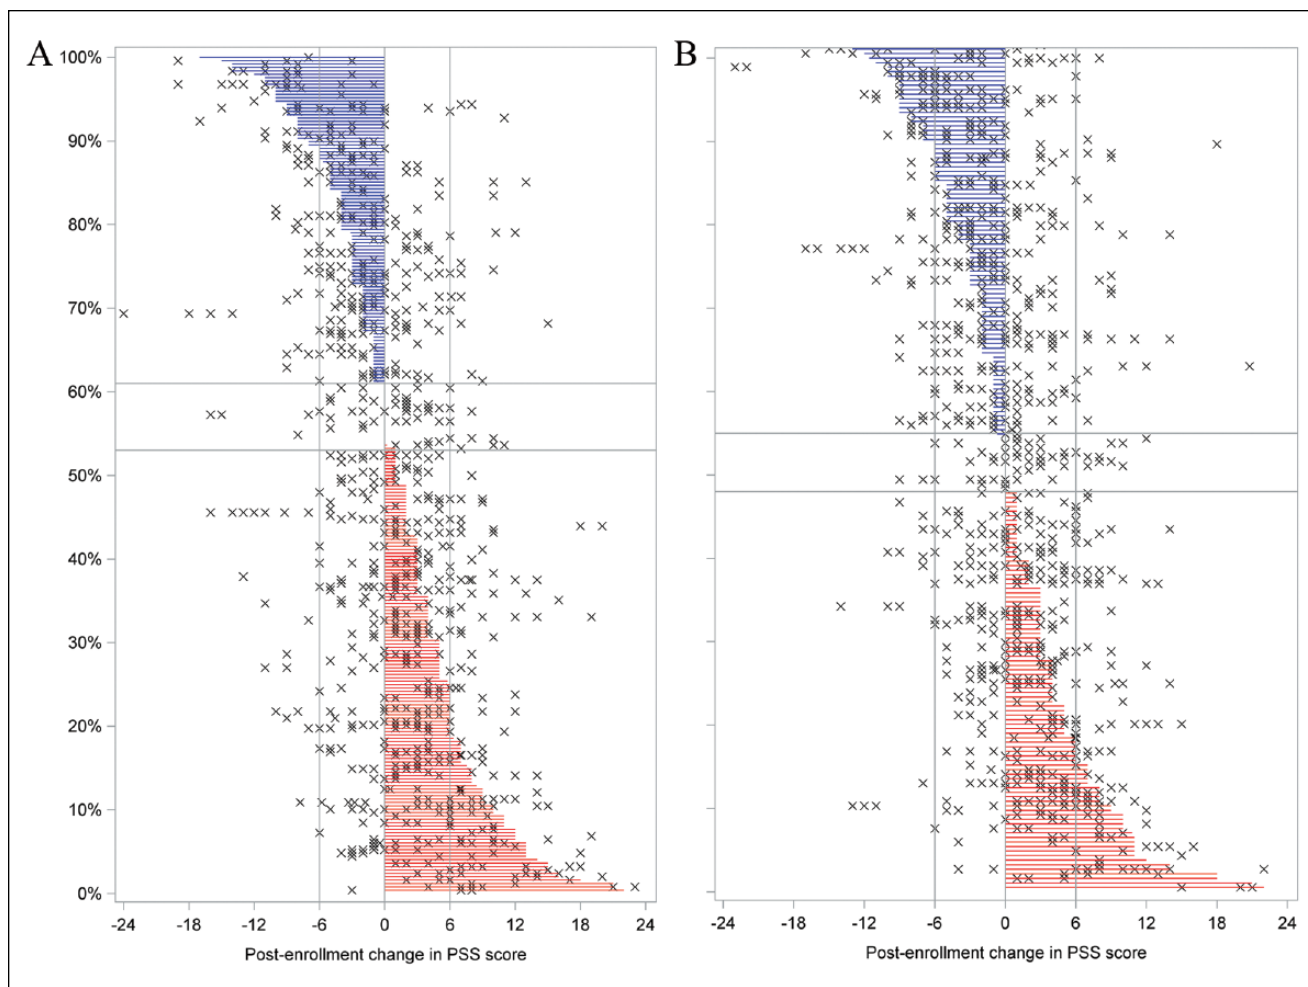 A
B
100%
90%
80%
70%
60%
50%
40%
30%
20%
10%
0%
-24 -18 -12 -6 0 6 12 18 24
-24 -18 -12 -6 0 6 12 18 24
Post-enrollment change in PSS score
Post-enrollment change in PSS score